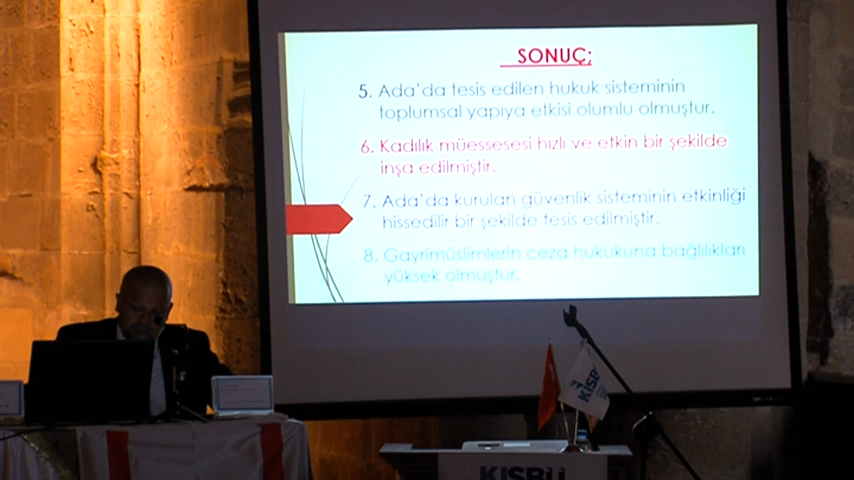 SONUÇ;
5. Ada'da tesis edilen hukuk sisteminin
toplumsal yapıya etkisi olumlu olmuştur.
6. Kadılık müessesesi hızlı ve etkin bir şekilde
inşa edilmiştir.
7. Ada'da kurulan güvenlik sisteminin etkinliği
hissedilir bir şekilde tesis edilmiştir.
8. Gayrimüslimlerin ceza hukukuna bağlılıkları
yüksek olmuştur.
KISBÜ
KISBÜ